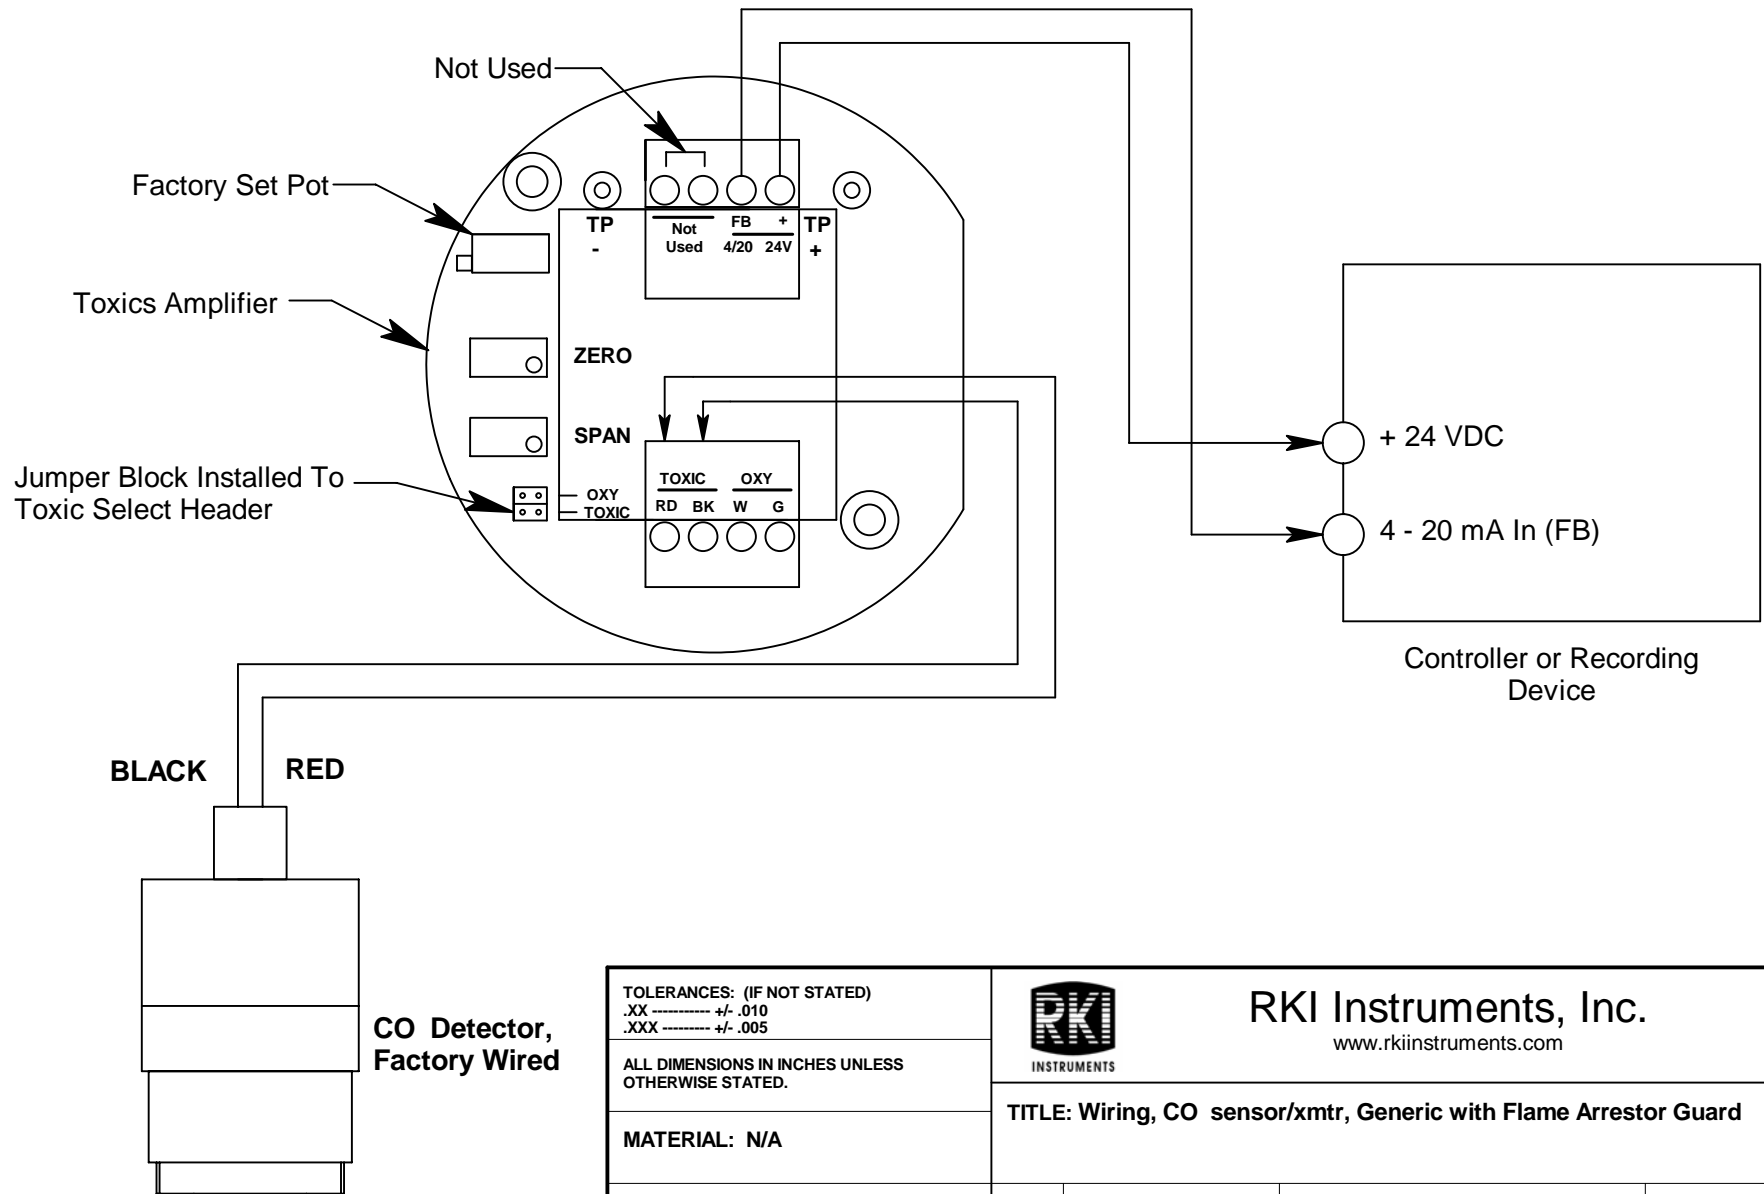 Not Used
Factory Set Pot
Toxics Amplifier
Jumper Block Installed To
Toxic Select Header
TP
-
Not
Used
FB +
4/20 24V
TP
+
ZERO
SPAN
OXY
TOXIC
TOXIC OXY
RD BK W G
+ 24 VDC
4 - 20 mA In (FB)
Controller or Recording
Device
BLACK RED
CO Detector,
Factory Wired
TOLERANCES: (IF NOT STATED)
.XX ----------- +/- .010
.XXX --------- +/- .005
ALL DIMENSIONS IN INCHES UNLESS
OTHERWISE STATED.
MATERIAL: N/A
RKI
INSTRUMENTS
RKI Instruments, Inc.
www.rkiinstruments.com
TITLE: Wiring, CO sensor/xmtr, Generic with Flame Arrestor Guard